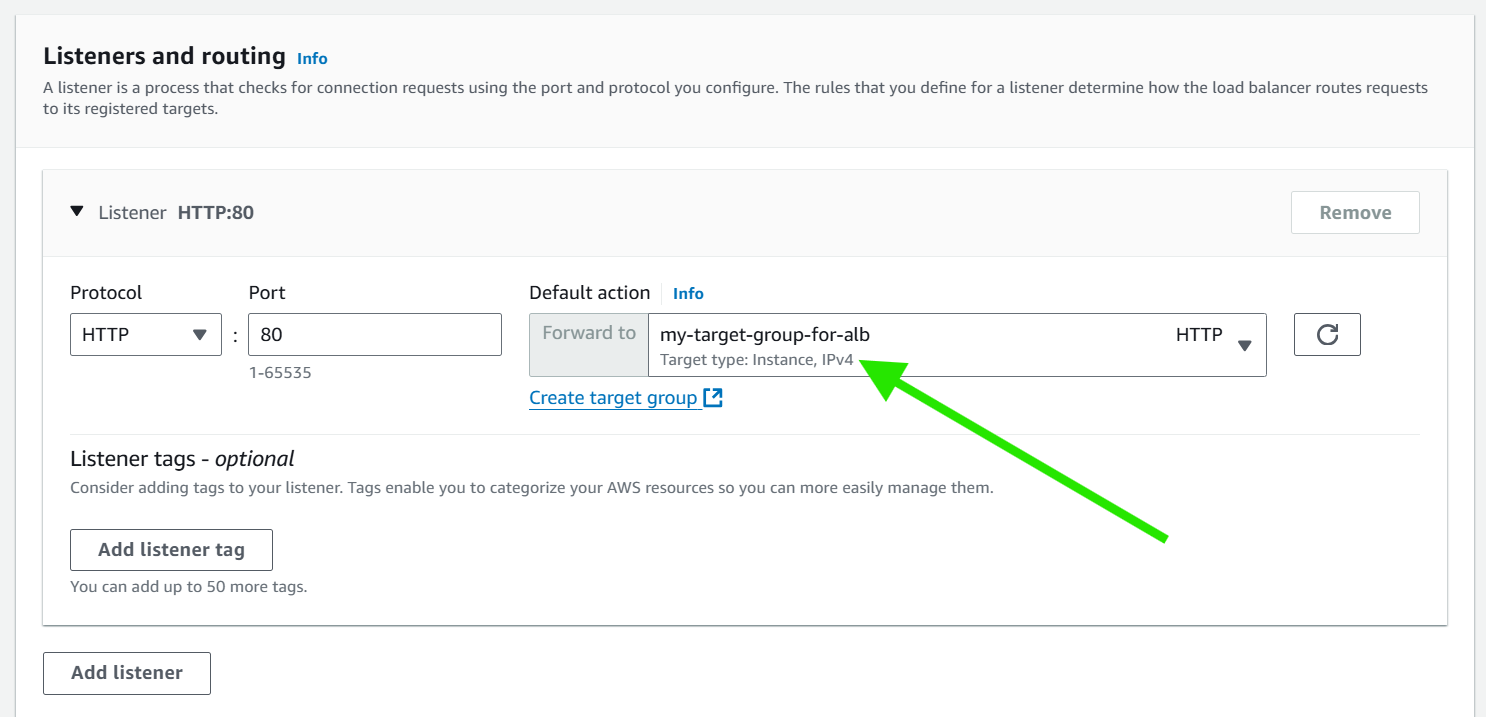 Listeners and routing Info
A listener is a process that checks for connection requests using the port and protocol you configure. The rules that you define for a listener determine how the load balancer routes requests
to its registered targets.
Listener HTTP:80
Remove
Protocol
Port
Default action
Info
HTTP
:
80
Forward to
my-target-group-for-alb
HTTP
Target type: Instance, IPv4
1-65535
Create target group
Listener tags - optional
Consider adding tags to your listener. Tags enable you to categorize your AWS resources so you can more easily manage them.
Add listener tag
You can add up to 50 more tags.
Add listener